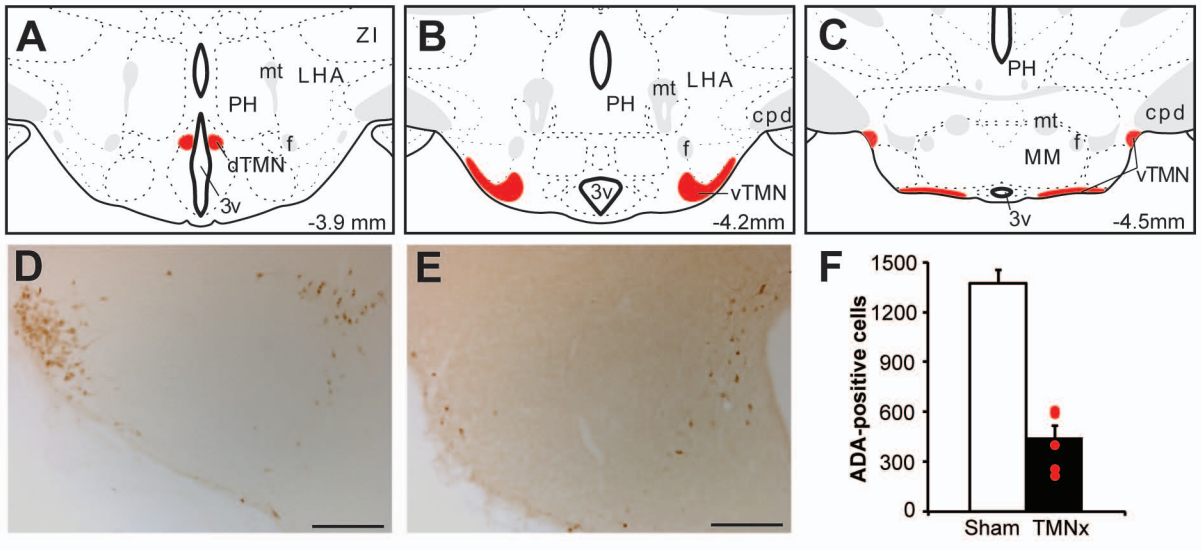 A
ZI
mt
LHA
PH
f
dTMN
3v
-3.9 mm
B
mt
LHA
PH
cpd
f
3v
vTMN
-4.2mm
C
PH
cpd
mt
f
MM
vTMN
3v
-4.5mm
D
E
F
ADA-positive cells
1500
1200
900
600
300
0
Sham TMNx